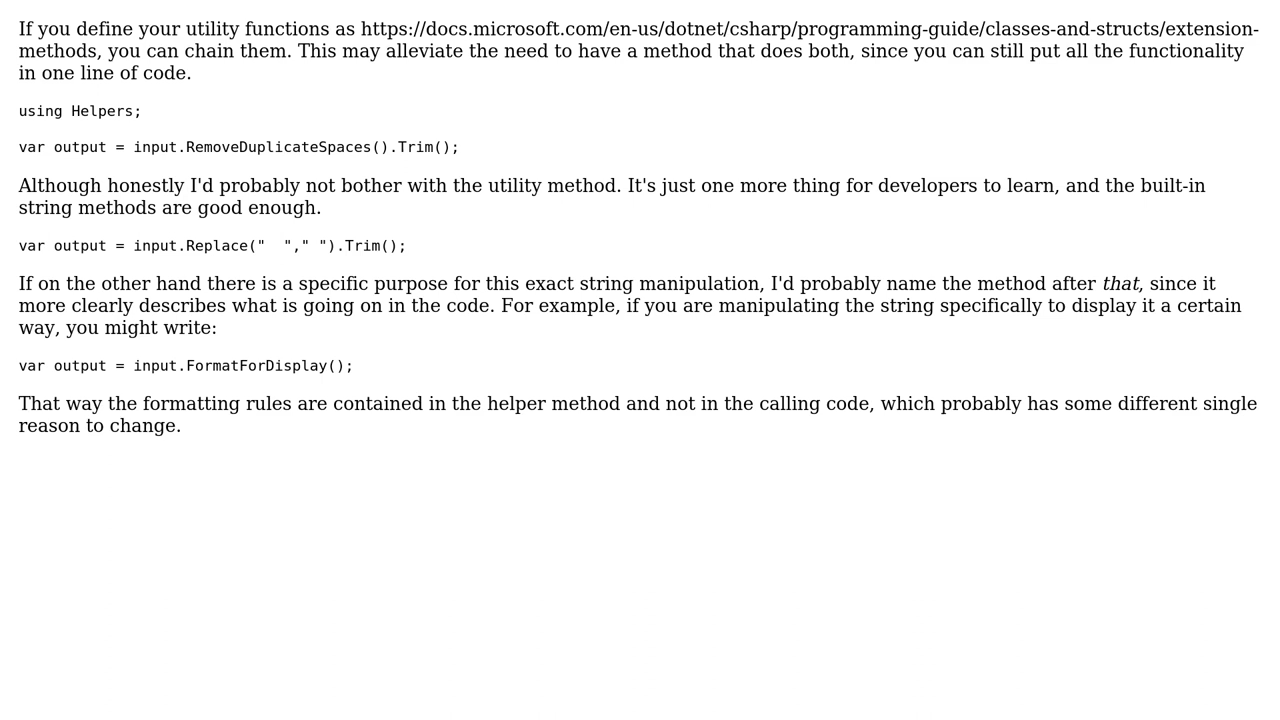 If you define your utility functions as https://docs.microsoft.com/en-us/dotnet/csharp/programming-guide/classes-and-structs/extension-
methods, you can chain them. This may alleviate the need to have a method that does both, since you can still put all the functionality
in one line of code.
using Helpers;
var output = input.RemoveDuplicateSpaces().Trim();
Although honestly I'd probably not bother with the utility method. It's just one more thing for developers to learn, and the built-in
string methods are good enough.
var output = input.Replace("  "," ").Trim();
If on the other hand there is a specific purpose for this exact string manipulation, I'd probably name the method after that, since it
more clearly describes what is going on in the code. For example, if you are manipulating the string specifically to display it a certain
way, you might write:
var output = input.FormatForDisplay();
That way the formatting rules are contained in the helper method and not in the calling code, which probably has some different single
reason to change.